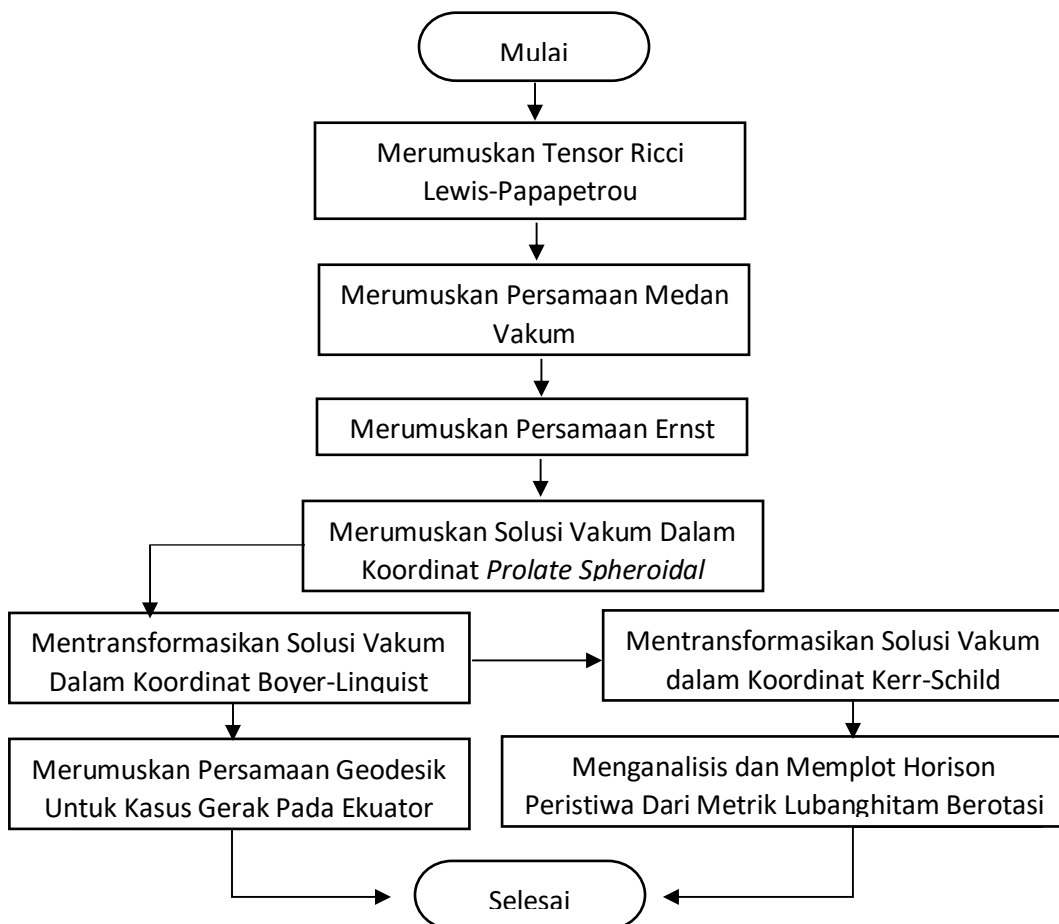 Mulai
Merumuskan Tensor Ricci
Lewis-Papapetrou
Merumuskan Persamaan Medan
Vakum
Merumuskan Persamaan Ernst
Merumuskan Solusi Vakum Dalam
Koordinat Prolate Spheroidal
Mentransformasikan Solusi Vakum
Dalam Koordinat Boyer-Linquist
Mentransformasikan Solusi Vakum
dalam Koordinat Kerr-Schild
Merumuskan Persamaan Geodesik
Untuk Kasus Gerak Pada Ekuator
Menganalisis dan Memplot Horison
Peristiwa Dari Metrik Lubanghitam Berotasi
Selesai